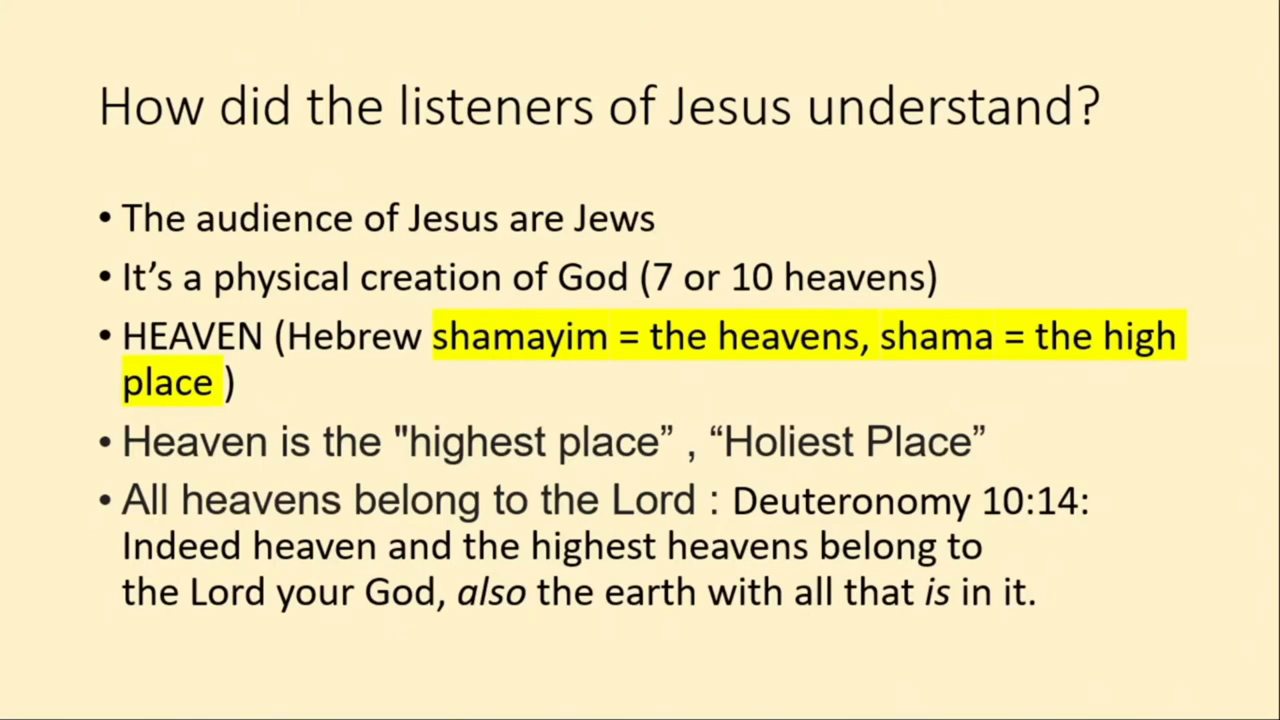 How did the listeners of Jesus understand?
• The audience of Jesus are Jews
• It’s a physical creation of God (7 or 10 heavens)
• HEAVEN (Hebrew shamayim = the heavens, shama = the high
place )
• Heaven is the "highest place” , “Holiest Place”
• All heavens belong to the Lord : Deuteronomy 10:14:
Indeed heaven and the highest heavens belong to
the Lord your God, also the earth with all that is in it.